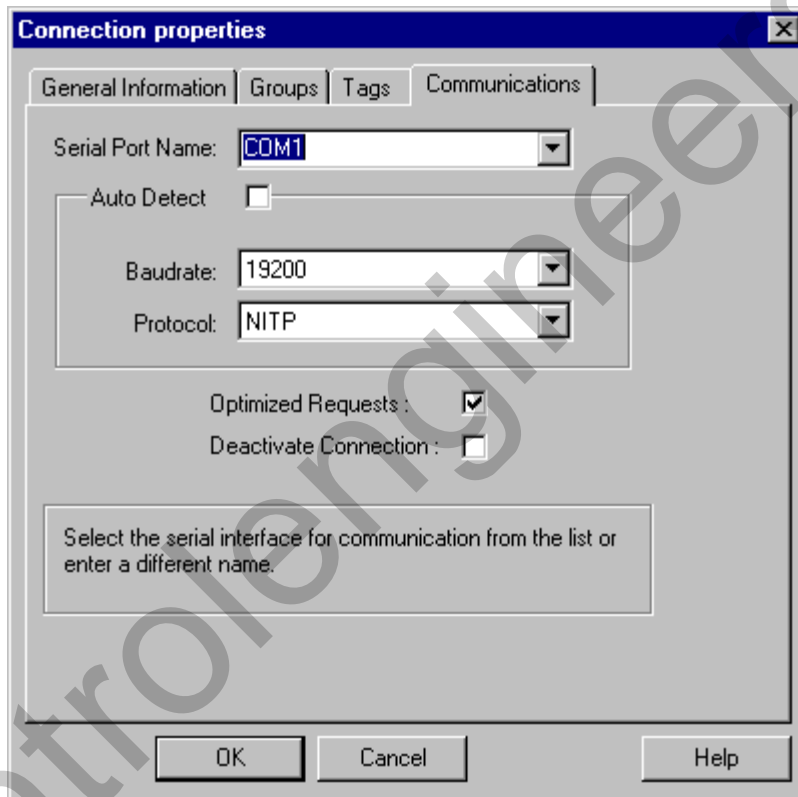 Connection properties
General Information Groups Tags Communications
Serial Port Name: COM1
Auto Detect
Baudrate: 19200
Protocol: NITP
Optimized Requests :
Deactivate Connection :
Select the serial interface for communication from the list or
enter a different name.
OK Cancel Help
ntrolengineer